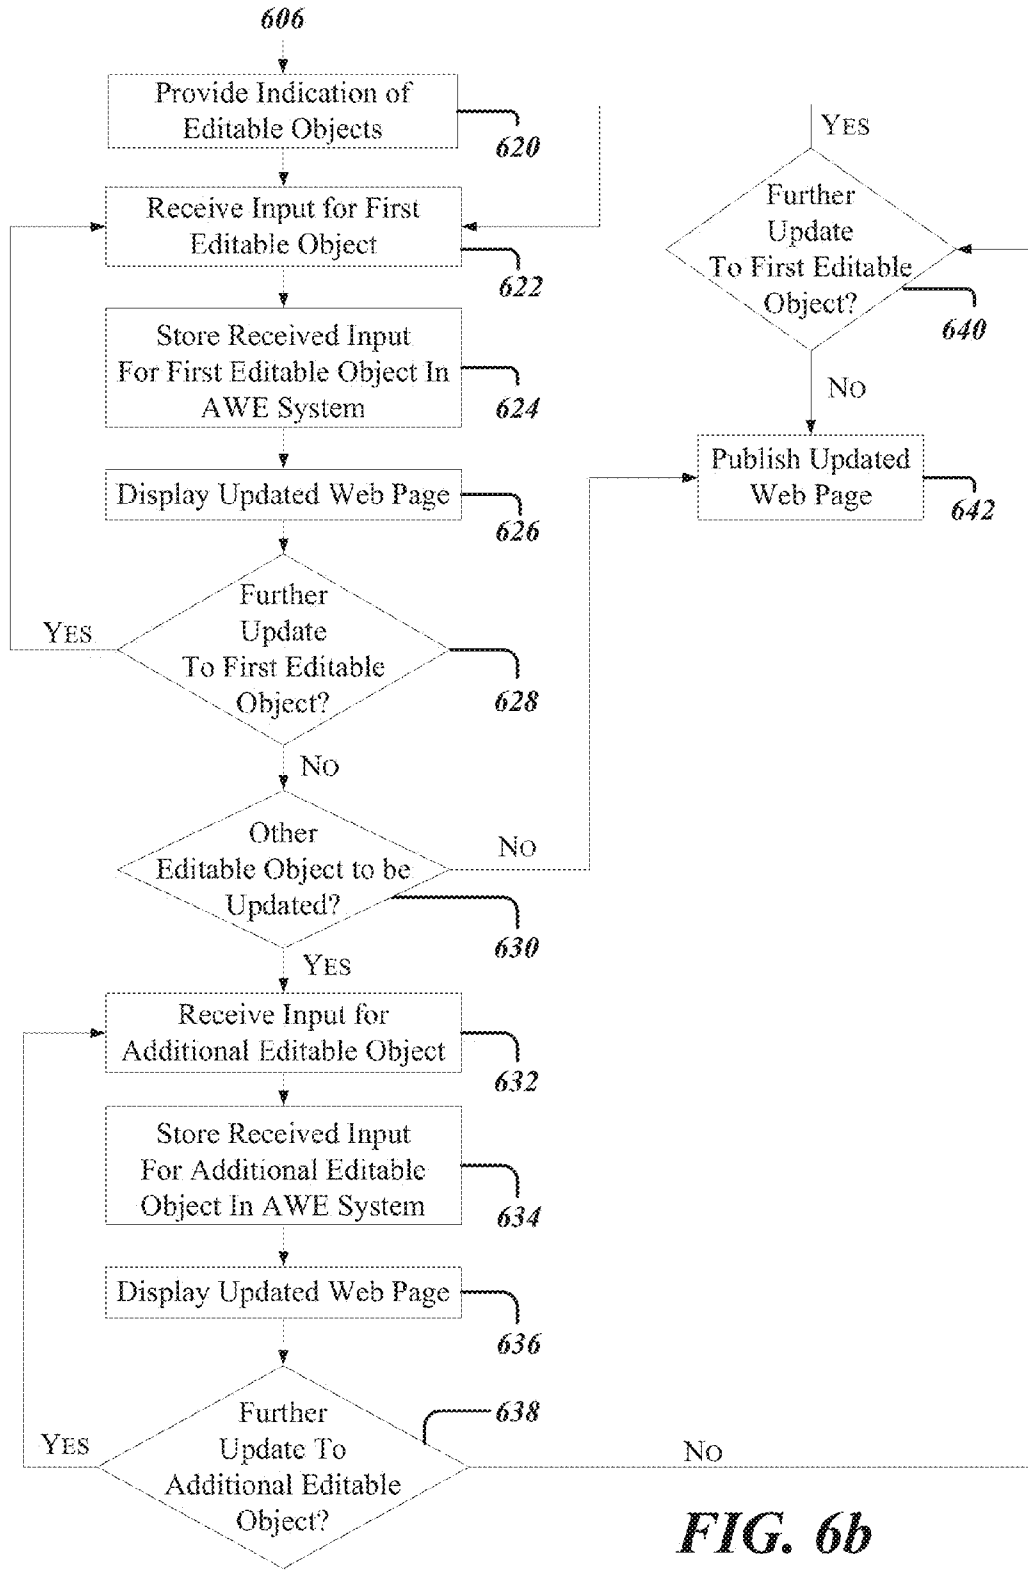 606
Provide Indication of
Editable Objects
620
Receive Input for First
Editable Object
622
Store Received Input
For First Editable Object In
AWE System
624
Display Updated Web Page
626
Further
Update
To First Editable
Object?
YES
628
NO
Other
Editable Object to be
Updated?
NO
630
YES
Receive Input for
Additional Editable Object
632
Store Received Input
For Additional Editable
Object In AWE System
634
Display Updated Web Page
636
Further
Update To
Additional Editable
Object?
638
YES
NO
YES
Further
Update
To First Editable
Object?
640
NO
Publish Updated
Web Page
642
FIG. 6b